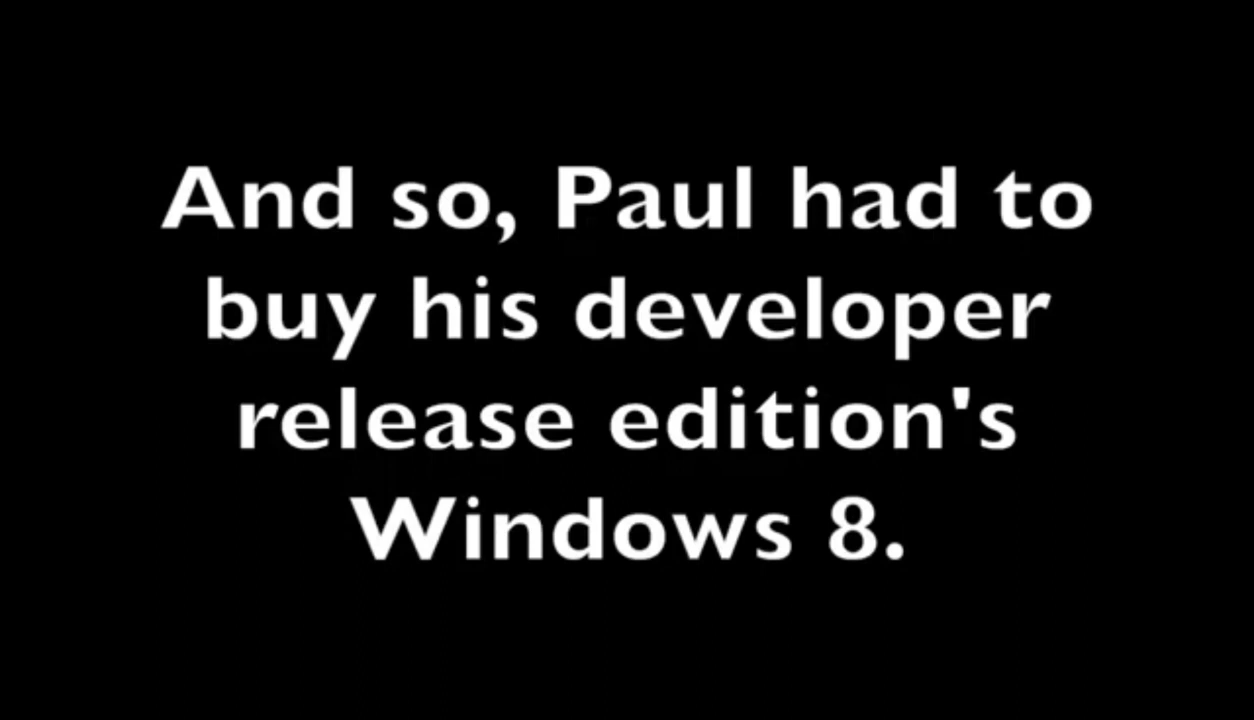 And so, Paul had to
buy his developer
release edition's
Windows 8.